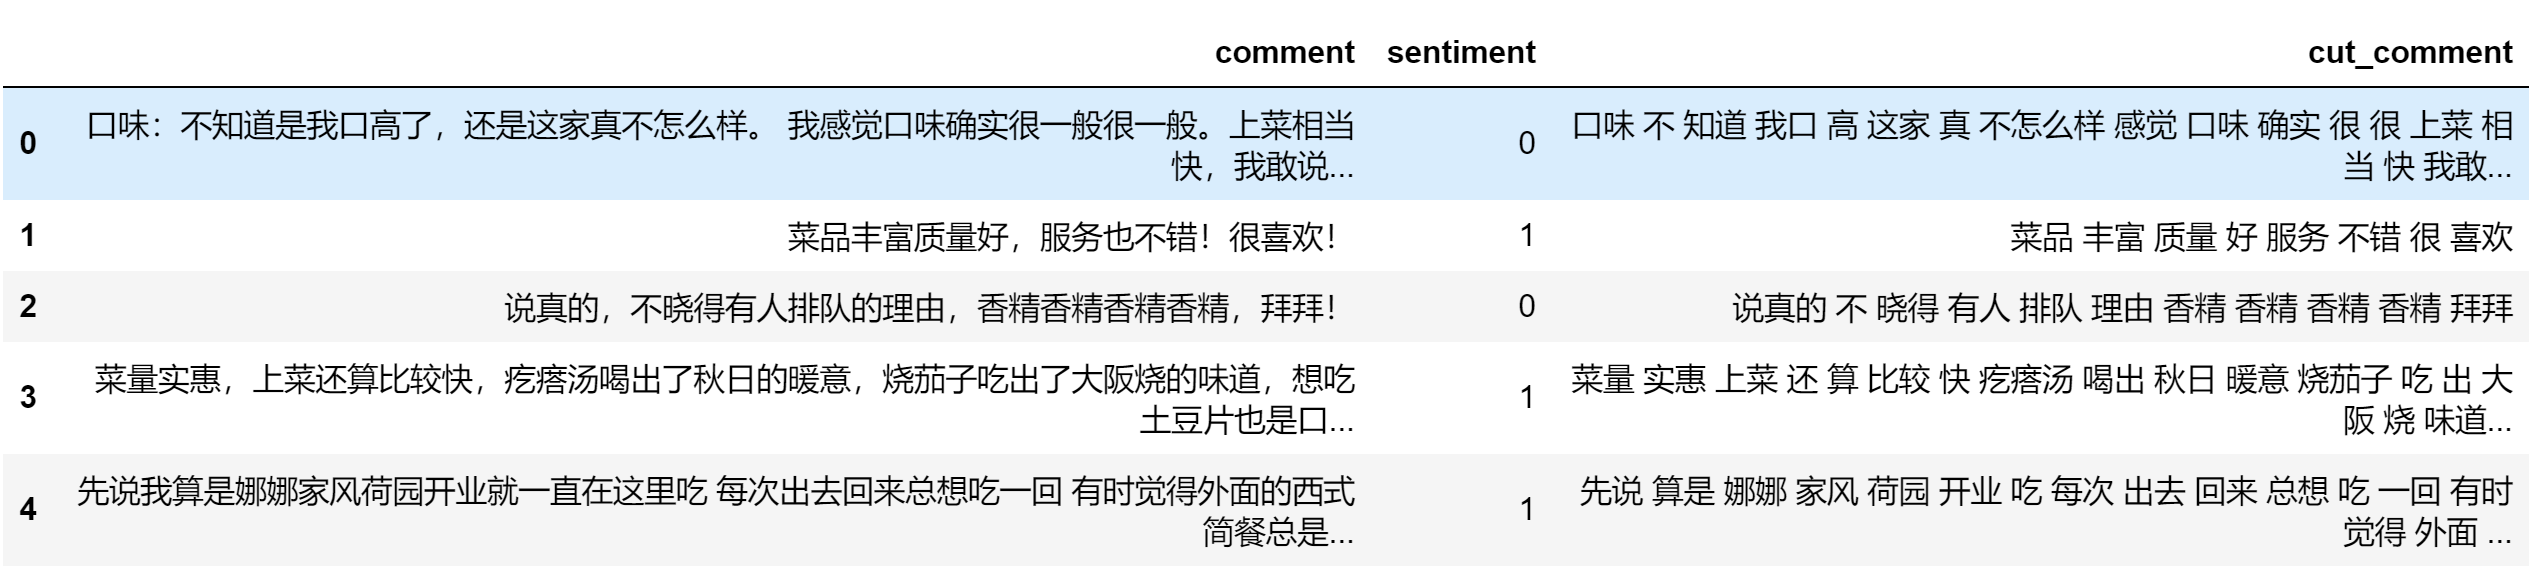 comment sentiment cut_comment
0 口味：不知道是我口高了，还是这家真不怎么样。 我感觉口味确实很一般很一般。上菜相当 0 口味 不 知道 我口 高 这家 真 不怎么样 感觉 口味 确实 很 很 上菜 相
快，我敢说... 当 快 我敢...
1 菜品丰富质量好，服务也不错！很喜欢！ 1 菜品 丰富 质量 好 服务 不错 很 喜欢
2 说真的，不晓得有人排队的理由，香精香精香精香精，拜拜！ 0 说真的 不 晓得 有人 排队 理由 香精 香精 香精 香精 拜拜
3 菜量实惠，上菜还算比较快，疙瘩汤喝出了秋日的暖意，烧茄子吃出了大阪烧的味道，想吃 1 菜量 实惠 上菜 还 算 比较 快 疙瘩汤 喝出 秋日 暖意 烧茄子 吃 出 大
土豆片也是口... 阪 烧 味道...
4 先说我算是娜娜家风荷园开业就一直在这里吃 每次出去回来总想吃一回 有时觉得外面的西式 1 先说 算是 娜娜 家风 荷园 开业 吃 每次 出去 回来 总想 吃 一回 有时
简餐总是... 觉得 外面 ...